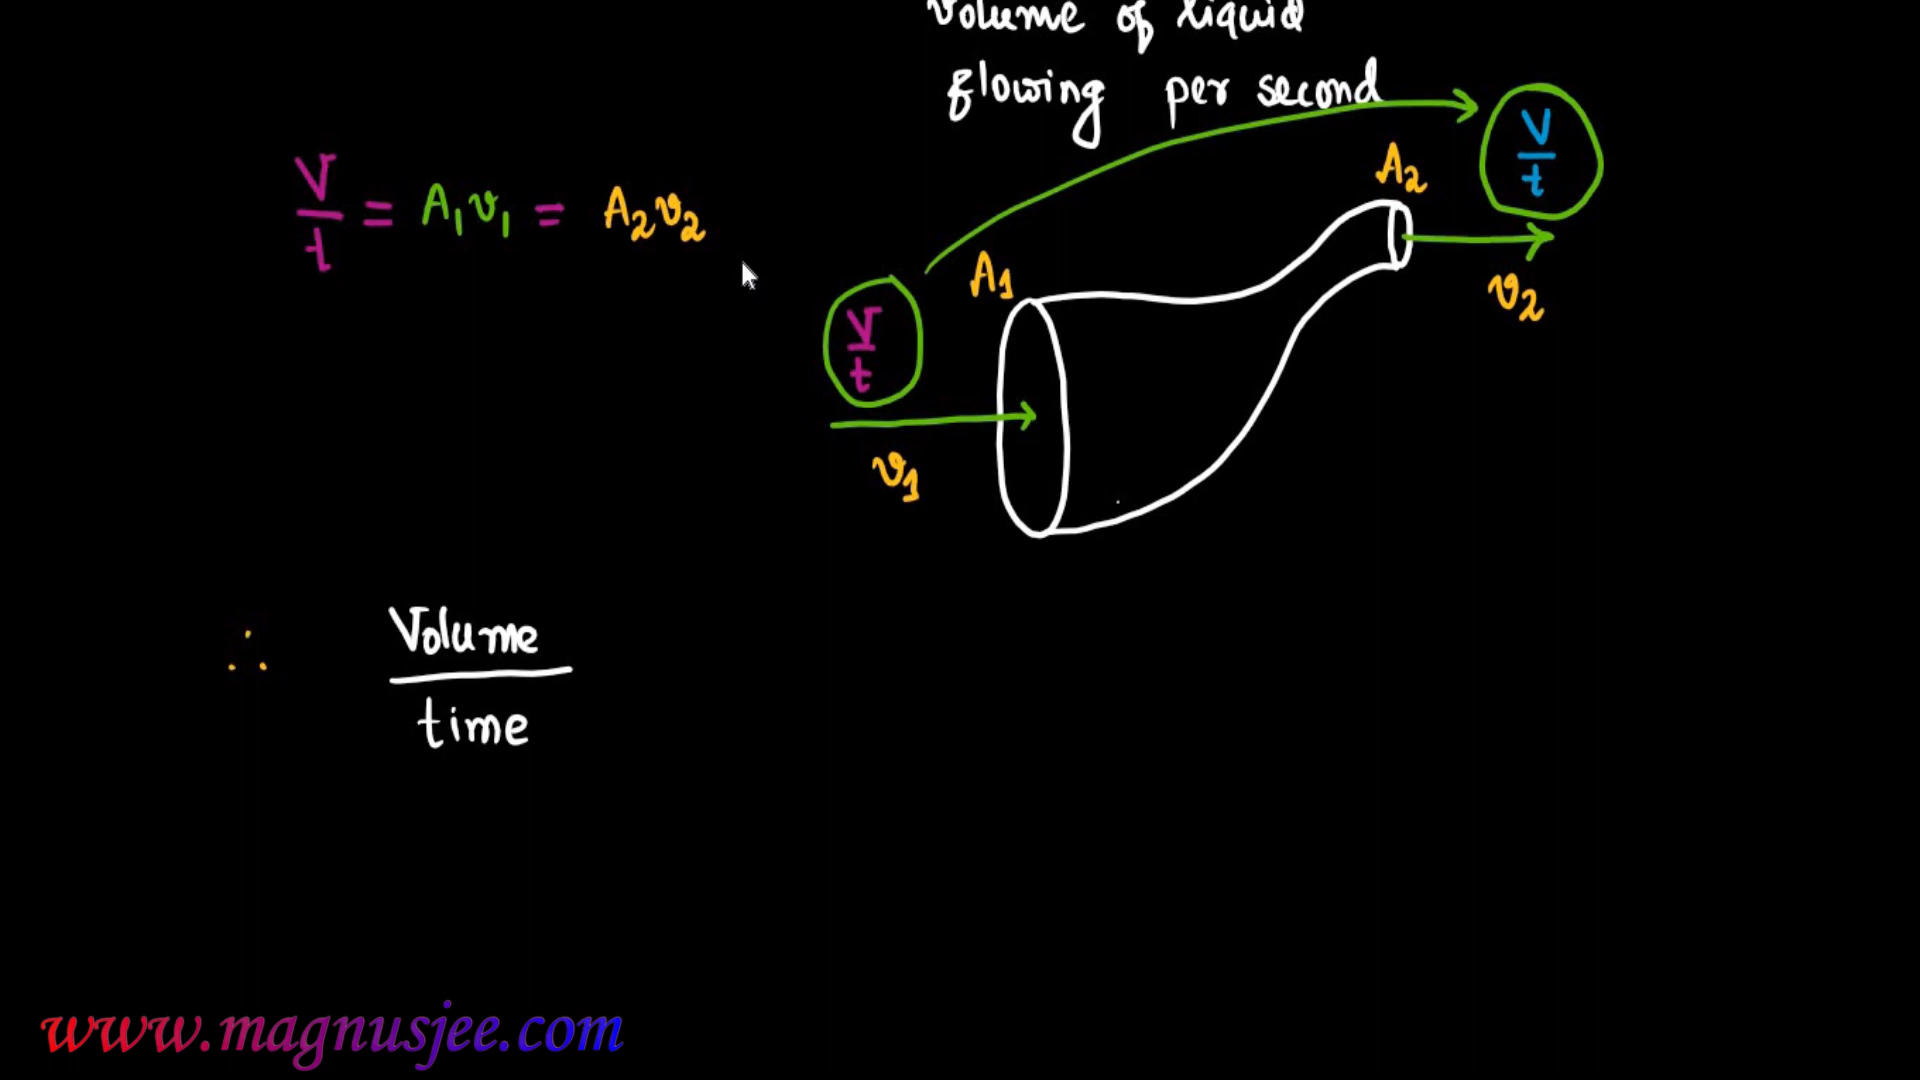 Volume of liquid
flowing per second
V/t = A₁v₁ = A₂v₂
V/t
A₂
A₁
v₂
V/t
v₁
∴ Volume
time
www.magnusjee.com